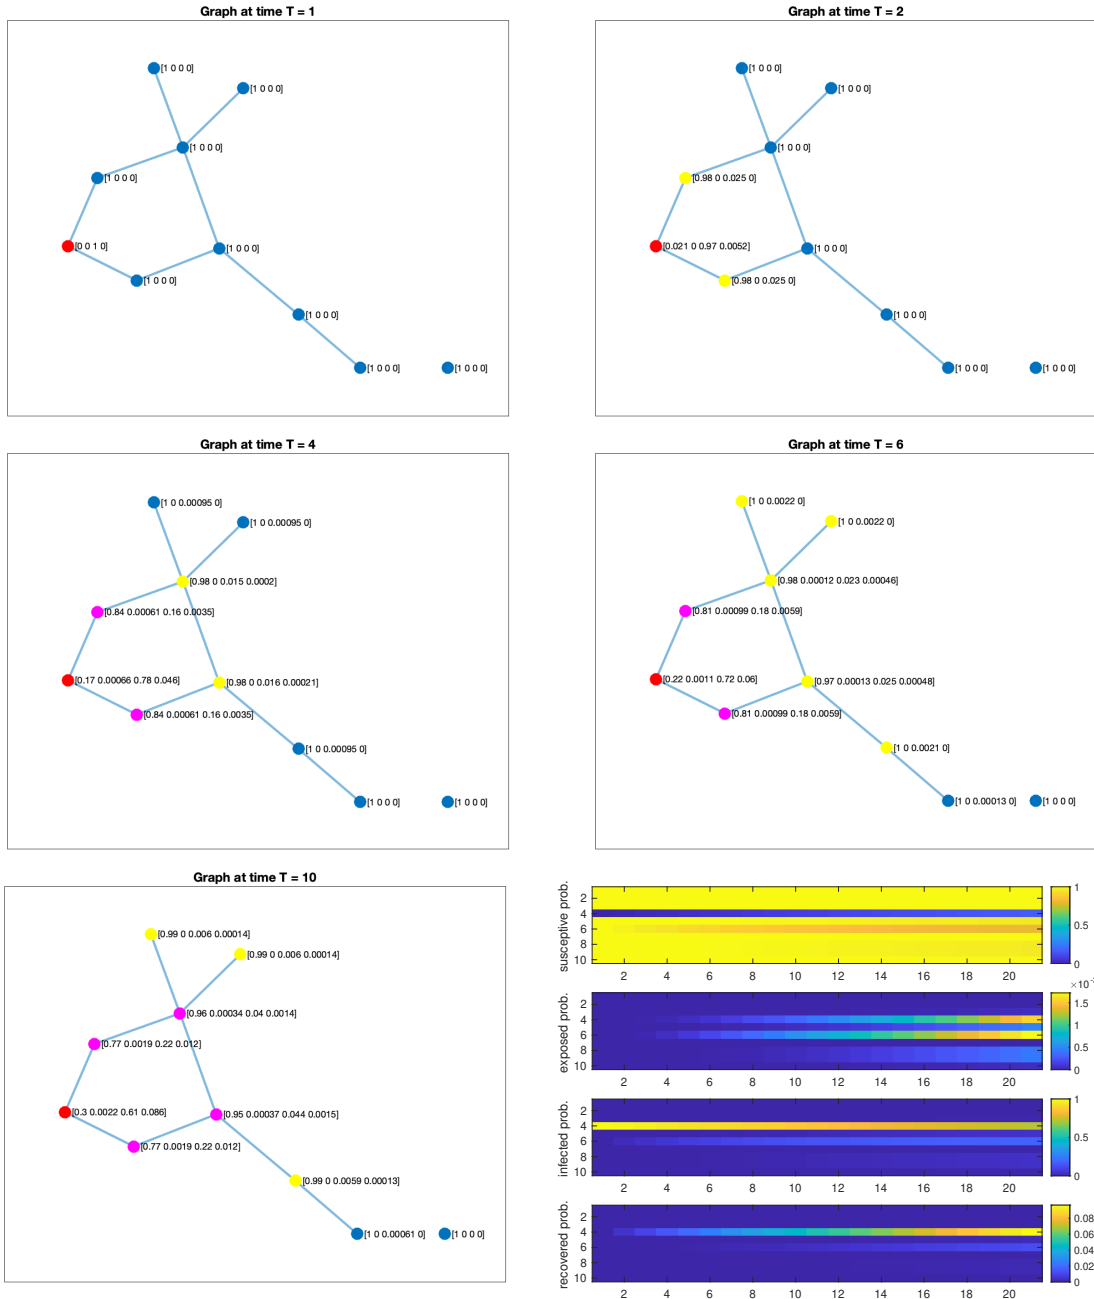 Graph at time T = 1
[1 0 0 0]
[1 0 0 0]
[1 0 0 0]
[1 0 0 0]
[0 0 1 0]
[1 0 0 0]
[1 0 0 0]
[1 0 0 0]
[1 0 0 0]
[1 0 0 0]
Graph at time T = 2
[1 0 0 0]
[1 0 0 0]
[1 0 0 0]
[0.98 0 0.025 0]
[0.021 0 0.97 0.0052]
[1 0 0 0]
[0.98 0 0.025 0]
[1 0 0 0]
[1 0 0 0]
[1 0 0 0]
Graph at time T = 4
[1 0 0.00095 0]
[1 0 0.00095 0]
[0.98 0 0.015 0.0002]
[0.84 0.00061 0.16 0.0035]
[0.17 0.00066 0.78 0.046]
[0.98 0 0.016 0.00021]
[0.84 0.00061 0.16 0.0035]
[1 0 0.00095 0]
[1 0 0 0]
[1 0 0 0]
Graph at time T = 6
[1 0 0.0022 0]
[1 0 0.0022 0]
[0.98 0.00012 0.023 0.00046]
[0.81 0.00099 0.18 0.0059]
[0.22 0.0011 0.72 0.06]
[0.97 0.00013 0.025 0.00048]
[0.81 0.00099 0.18 0.0059]
[1 0 0.0021 0]
[1 0 0.00013 0]
[1 0 0 0]
Graph at time T = 10
[0.99 0 0.006 0.00014]
[0.99 0 0.006 0.00014]
[0.96 0.00034 0.04 0.0014]
[0.77 0.0019 0.22 0.012]
[0.3 0.0022 0.61 0.086]
[0.95 0.00037 0.044 0.0015]
[0.77 0.0019 0.22 0.012]
[0.99 0 0.0059 0.00013]
[1 0 0.00061 0]
[1 0 0 0]
susceptive prob.
2
4
6
8
10
2 4 6 8 10 12 14 16 18 20
1
0.5
0
exposed prob.
2
4
6
8
10
2 4 6 8 10 12 14 16 18 20
1.5
1
0.5
0
infected prob.
2
4
6
8
10
2 4 6 8 10 12 14 16 18 20
1
0.5
0
recovered prob.
2
4
6
8
10
2 4 6 8 10 12 14 16 18 20
0.08
0.06
0.04
0.02
0